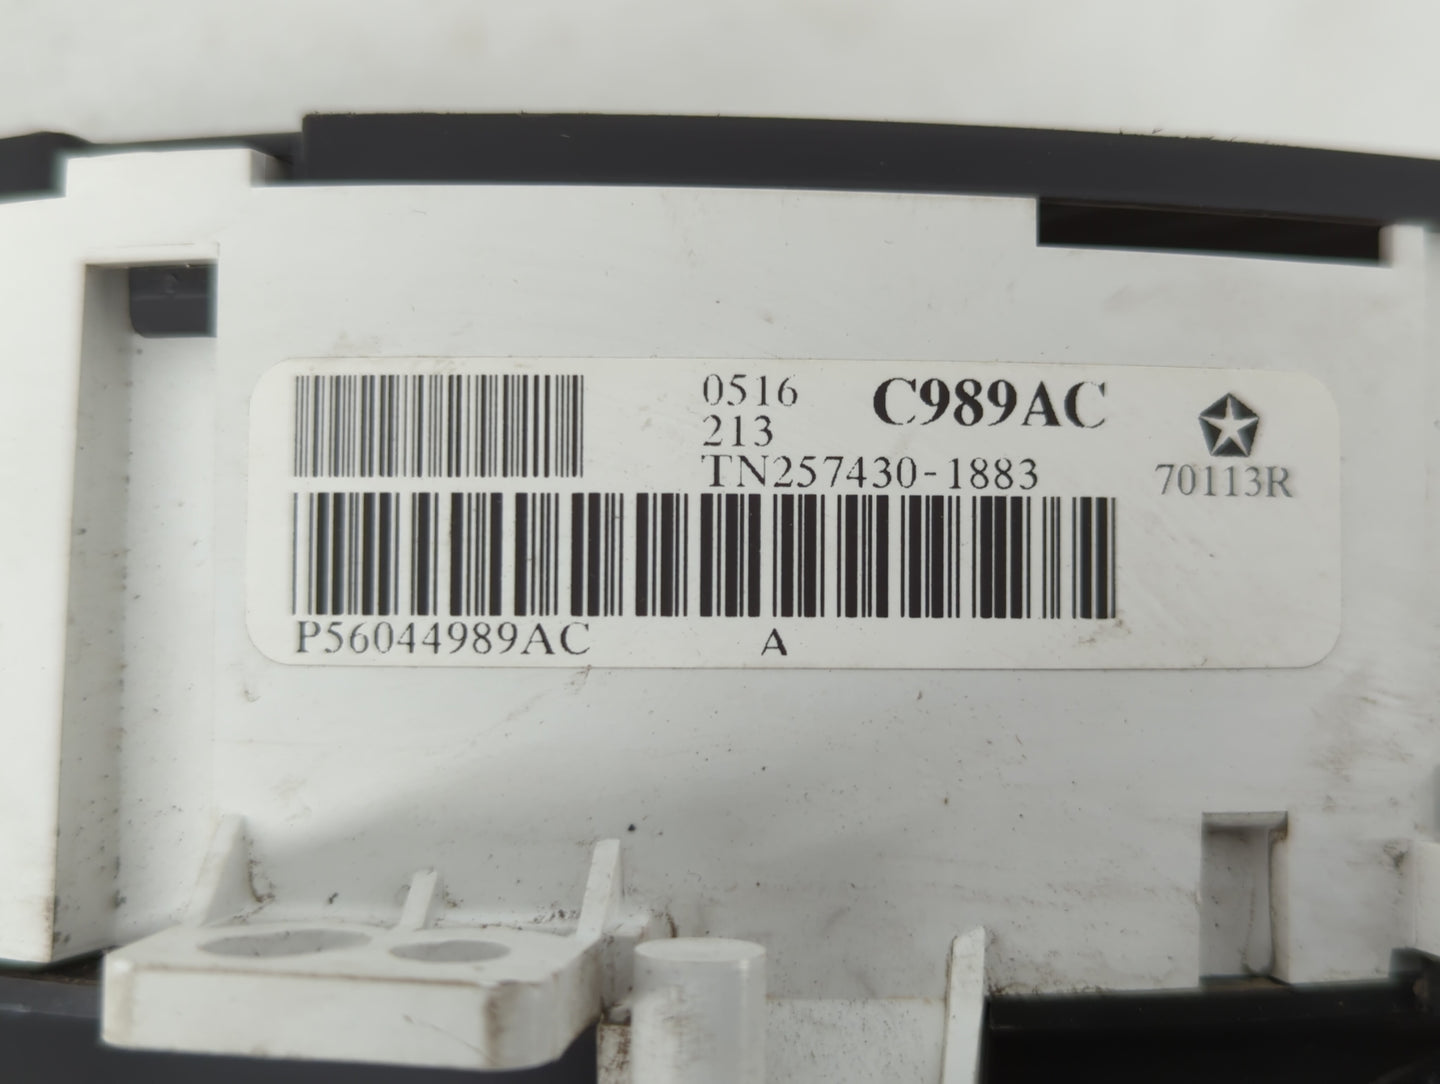 0516
213
C989AC
TN257430-1883
70113R
P56044989AC
A